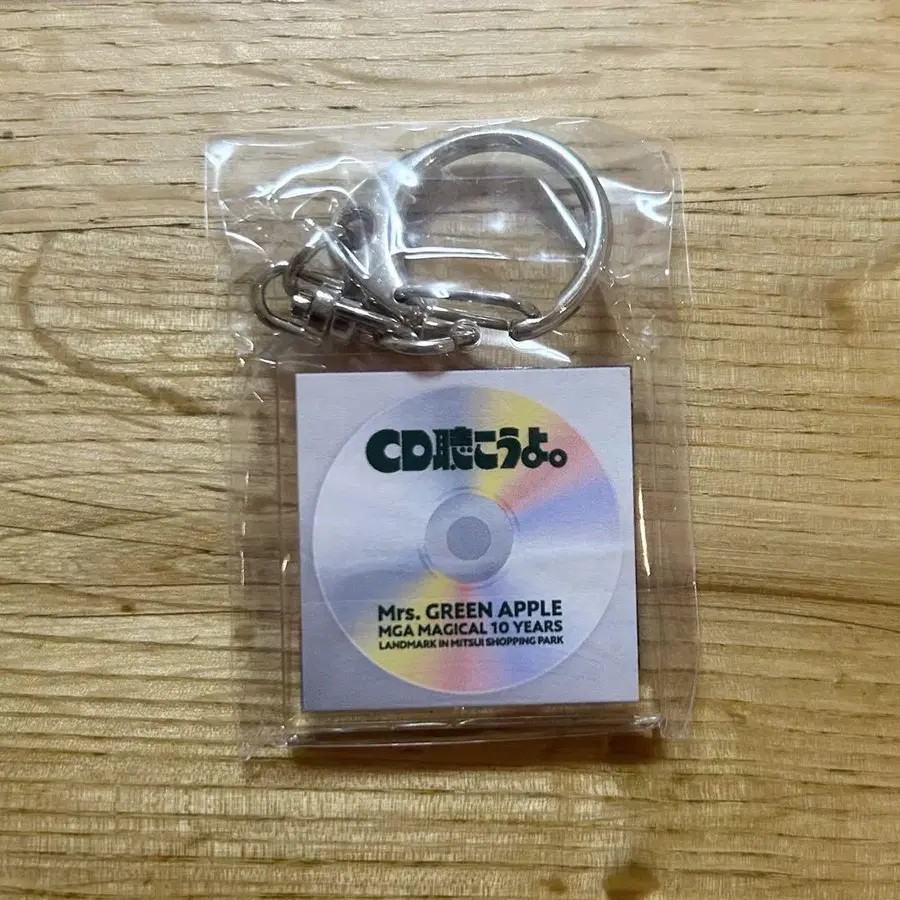 CD聴こうよ。
Mrs. GREEN APPLE
MGA MAGICAL 10 YEARS
LANDMARK IN MITSUI SHOPPING PARK